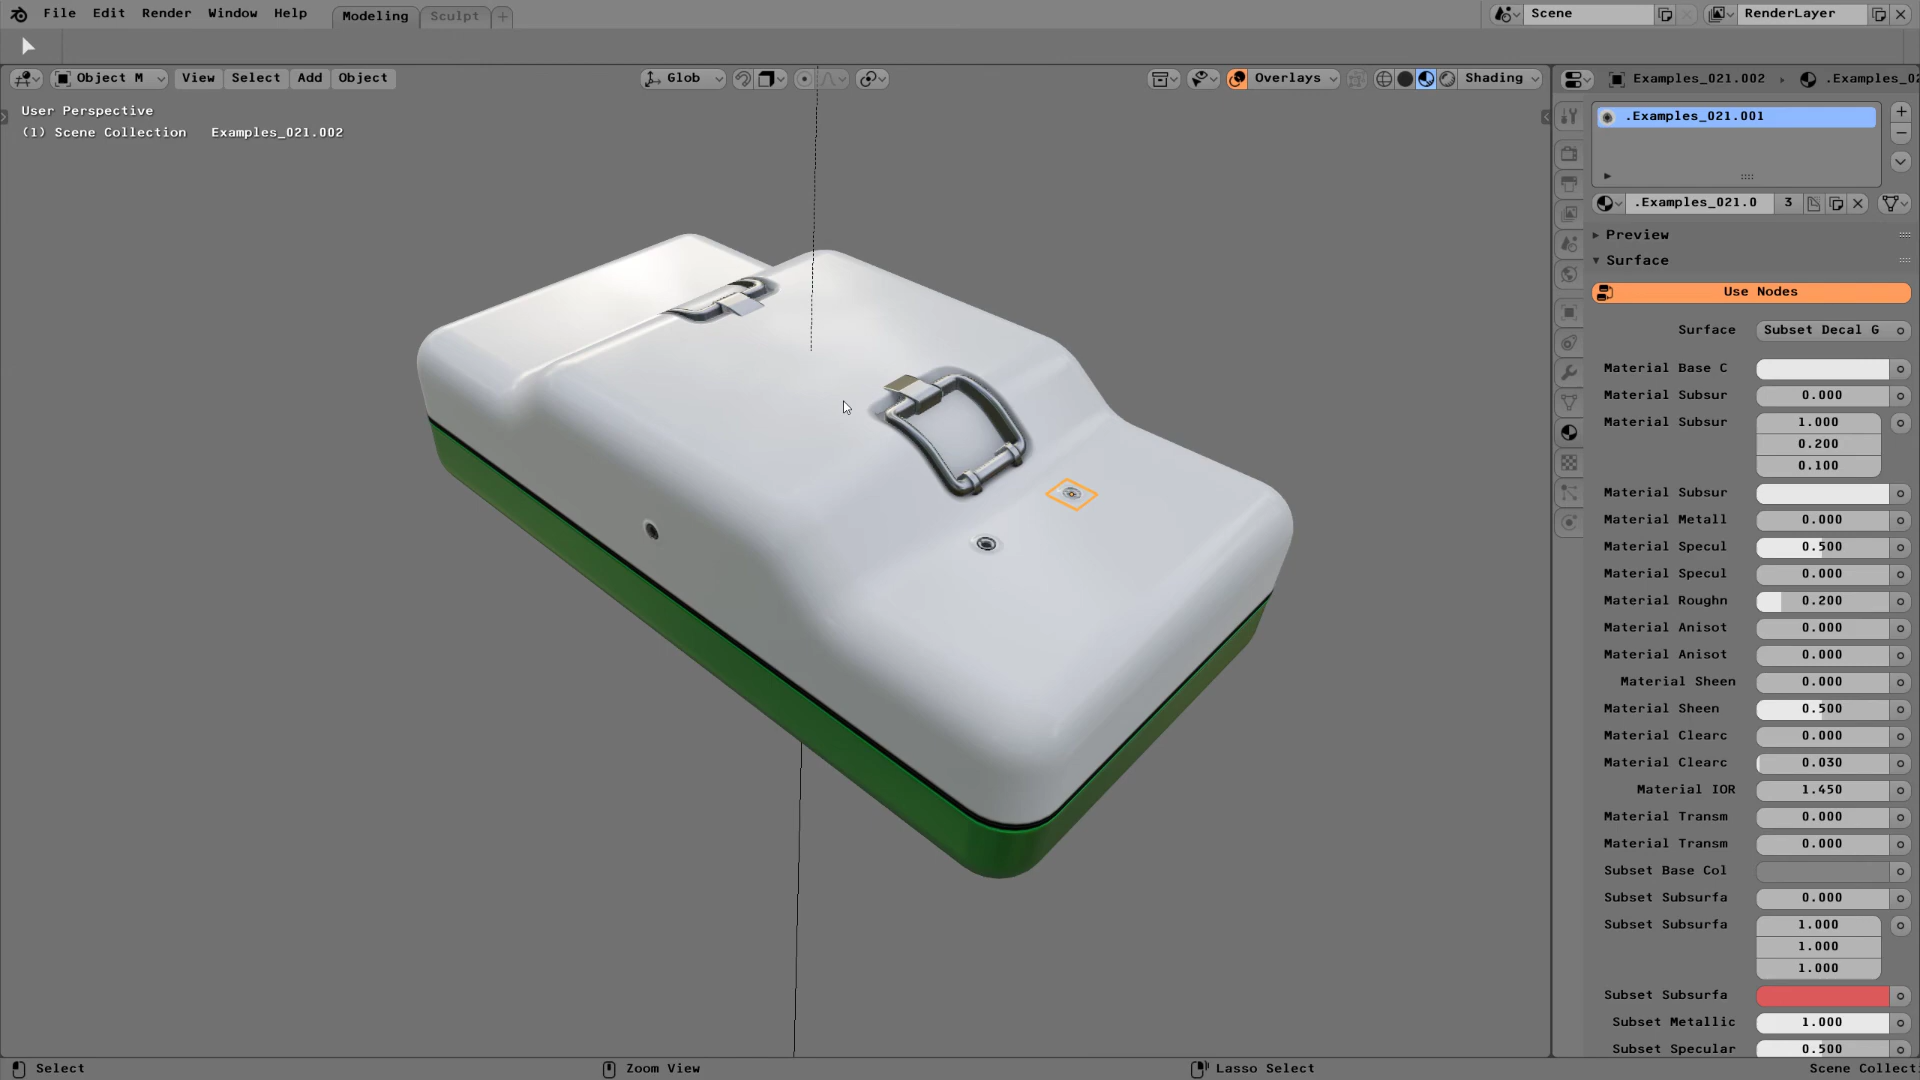 File Edit Render Window Help Modeling Sculpt + Scene RenderLayer
Object M View Select Add Object Glob Overlays Shading Examples_021.002 .Examples_02
User Perspective
(1) Scene Collection Examples_021.002
.Examples_021.001
.Examples_021.0 3
Preview
Surface
Use Nodes
Surface Subset Decal G
Material Base C
Material Subsur 0.000
Material Subsur 1.000
0.200
0.100
Material Subsur
Material Metall 0.000
Material Specul 0.500
Material Specul 0.000
Material Roughn 0.200
Material Anisot 0.000
Material Anisot 0.000
Material Sheen 0.000
Material Sheen 0.500
Material Clearc 0.000
Material Clearc 0.030
Material IOR 1.450
Material Transm 0.000
Material Transm 0.000
Subset Base Col
Subset Subsurfa 0.000
Subset Subsurfa 1.000
1.000
1.000
Subset Subsurfa
Subset Metallic 1.000
Subset Specular 0.500
Select Zoom View Lasso Select Scene Collect